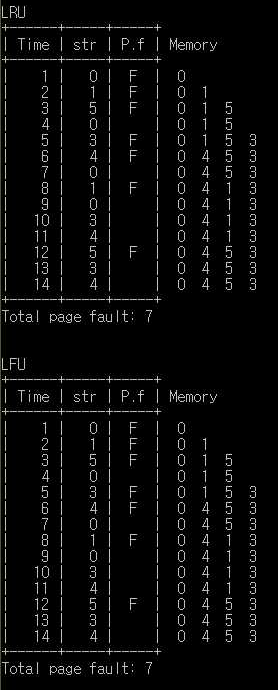 LRU
+------+-----+-----+
| Time | str | P.f | Memory
+------+-----+-----+
| 1 | 0 | F | 0
| 2 | 1 | F | 0 1
| 3 | 5 | F | 0 1 5
| 4 | 0 | | 0 1 5
| 5 | 3 | F | 0 1 5 3
| 6 | 4 | F | 0 4 5 3
| 7 | 0 | | 0 4 5 3
| 8 | 1 | F | 0 4 1 3
| 9 | 0 | | 0 4 1 3
| 10 | 3 | | 0 4 1 3
| 11 | 4 | | 0 4 1 3
| 12 | 5 | F | 0 4 5 3
| 13 | 3 | | 0 4 5 3
| 14 | 4 | | 0 4 5 3
+------+-----+-----+
Total page fault: 7
LFU
+------+-----+-----+
| Time | str | P.f | Memory
+------+-----+-----+
| 1 | 0 | F | 0
| 2 | 1 | F | 0 1
| 3 | 5 | F | 0 1 5
| 4 | 0 | | 0 1 5
| 5 | 3 | F | 0 1 5 3
| 6 | 4 | F | 0 4 5 3
| 7 | 0 | | 0 4 5 3
| 8 | 1 | F | 0 4 1 3
| 9 | 0 | | 0 4 1 3
| 10 | 3 | | 0 4 1 3
| 11 | 4 | | 0 4 1 3
| 12 | 5 | F | 0 4 5 3
| 13 | 3 | | 0 4 5 3
| 14 | 4 | | 0 4 5 3
+------+-----+-----+
Total page fault: 7